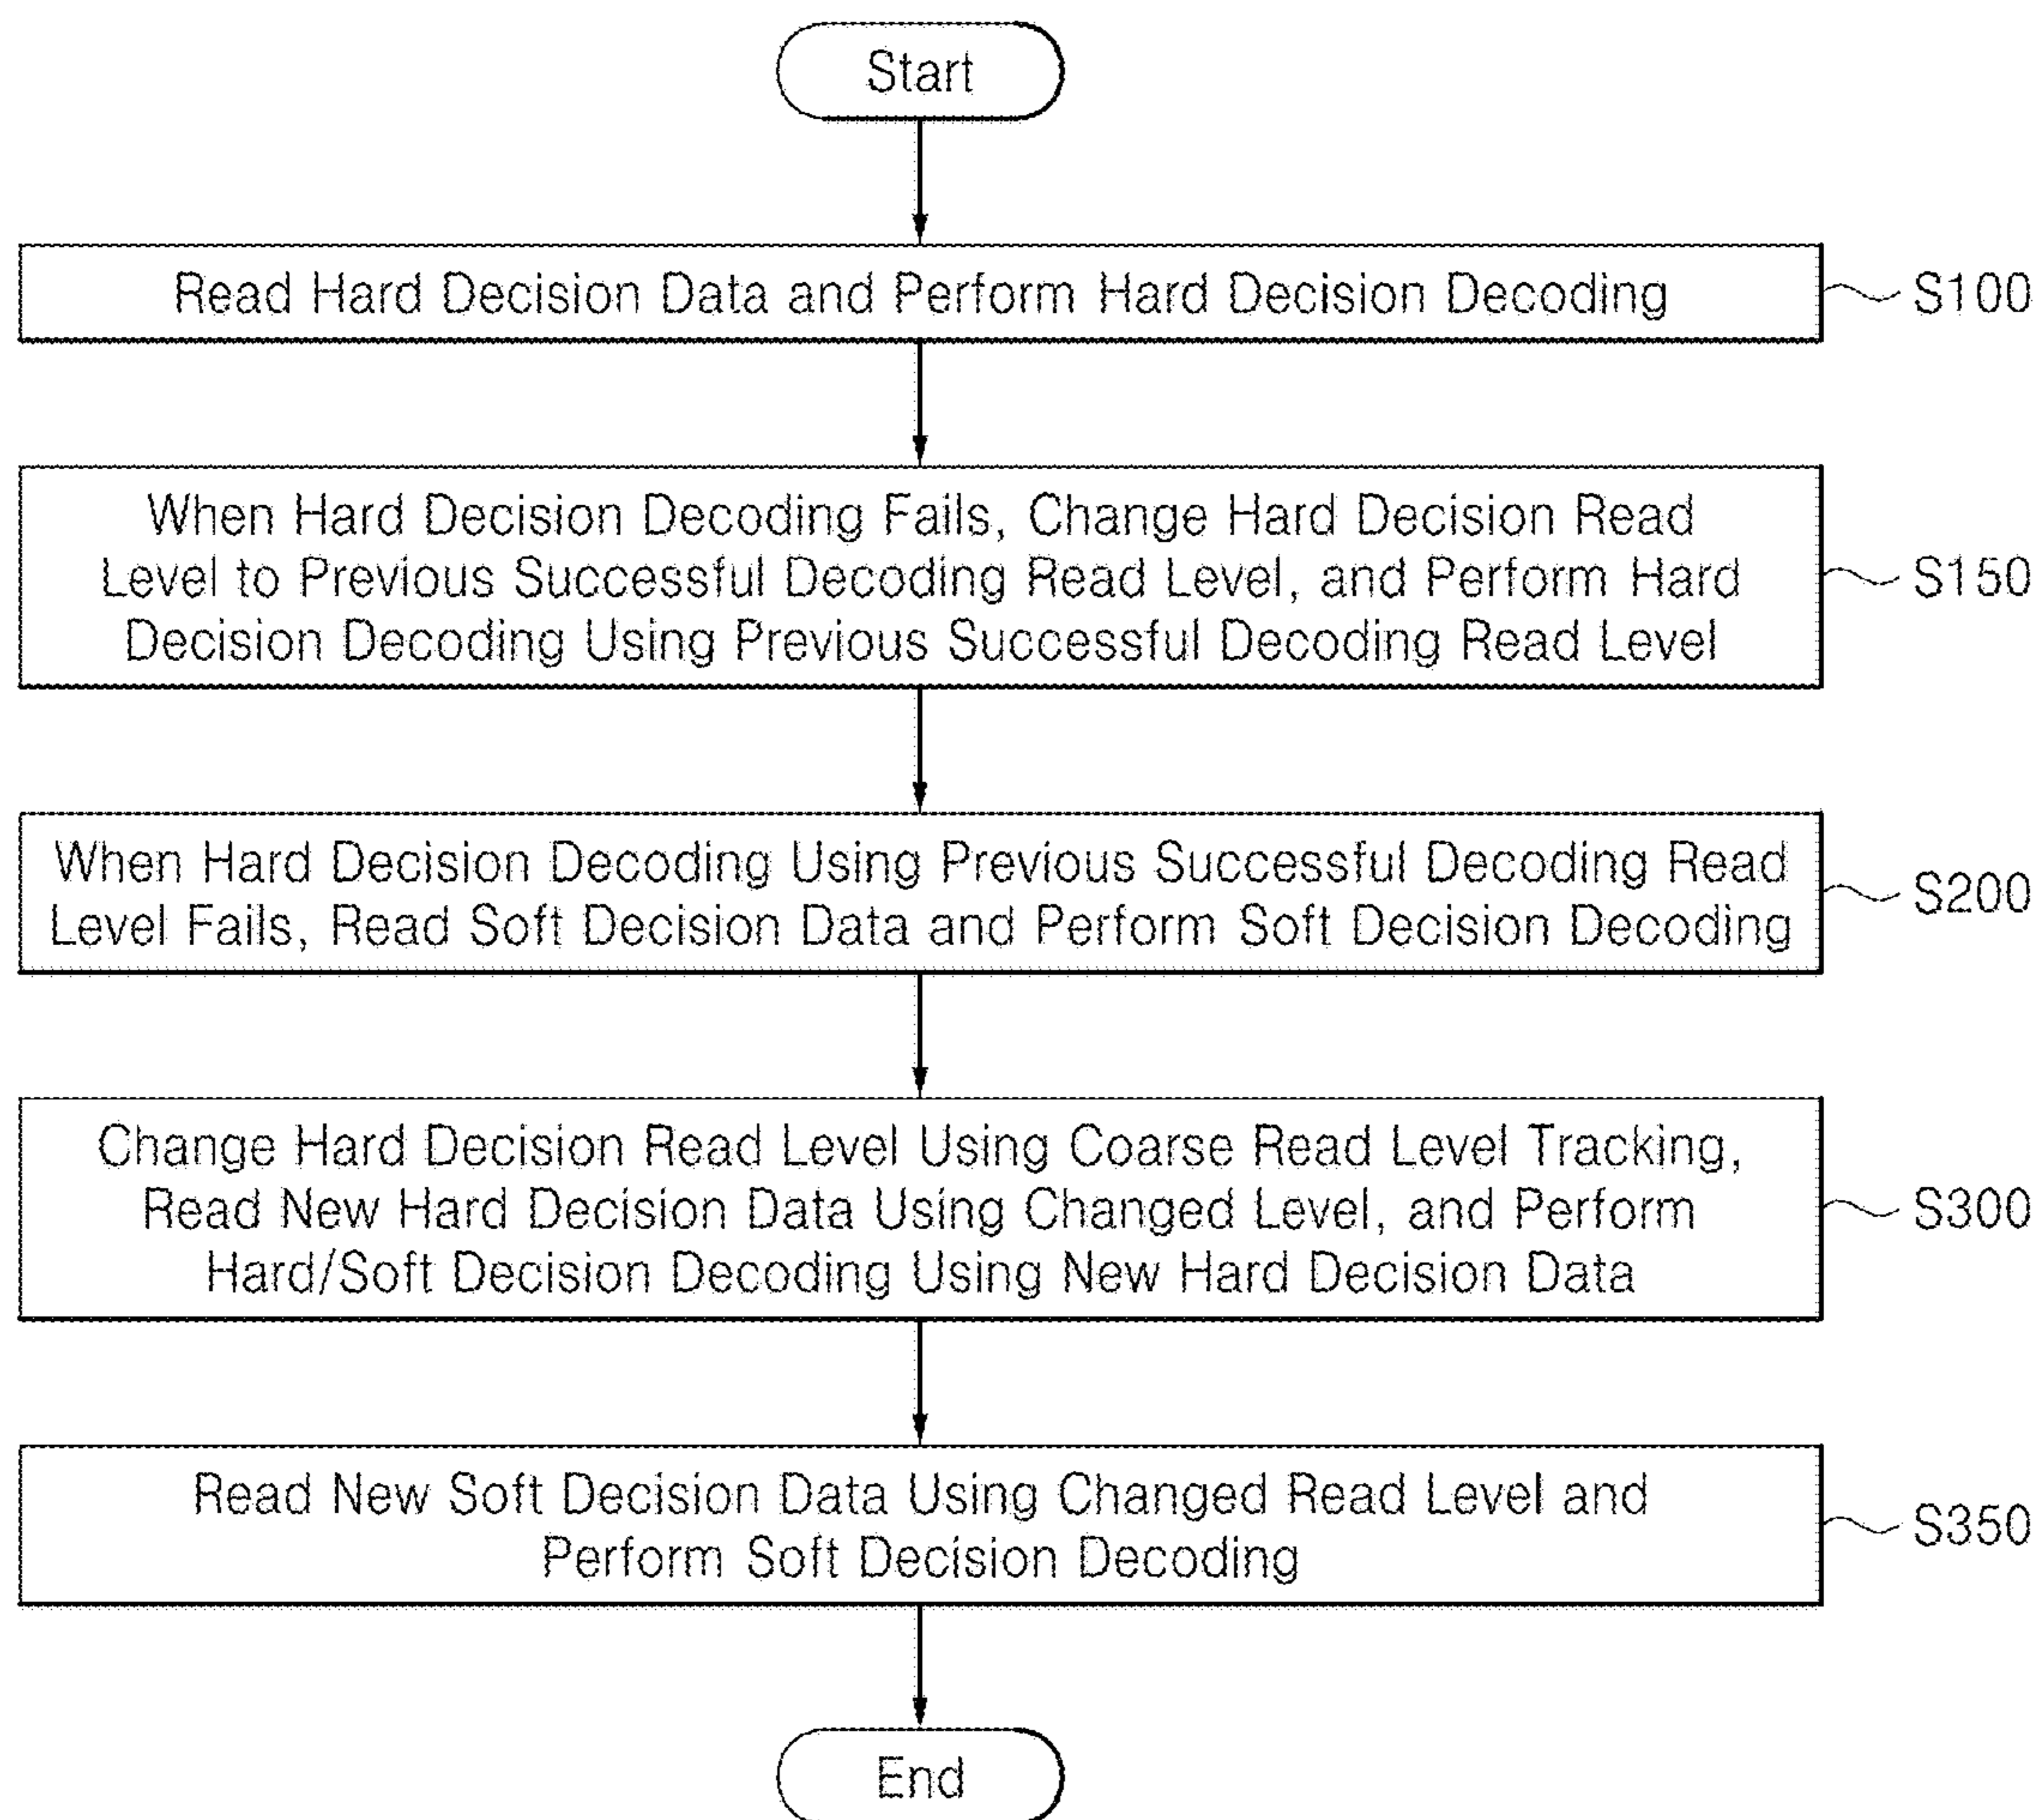 Start
Read Hard Decision Data and Perform Hard Decision Decoding
S100
When Hard Decision Decoding Fails, Change Hard Decision Read
Level to Previous Successful Decoding Read Level, and Perform Hard
Decision Decoding Using Previous Successful Decoding Read Level
S150
When Hard Decision Decoding Using Previous Successful Decoding Read
Level Fails, Read Soft Decision Data and Perform Soft Decision Decoding
S200
Change Hard Decision Read Level Using Coarse Read Level Tracking,
Read New Hard Decision Data Using Changed Level, and Perform
Hard/Soft Decision Decoding Using New Hard Decision Data
S300
Read New Soft Decision Data Using Changed Read Level and
Perform Soft Decision Decoding
S350
End